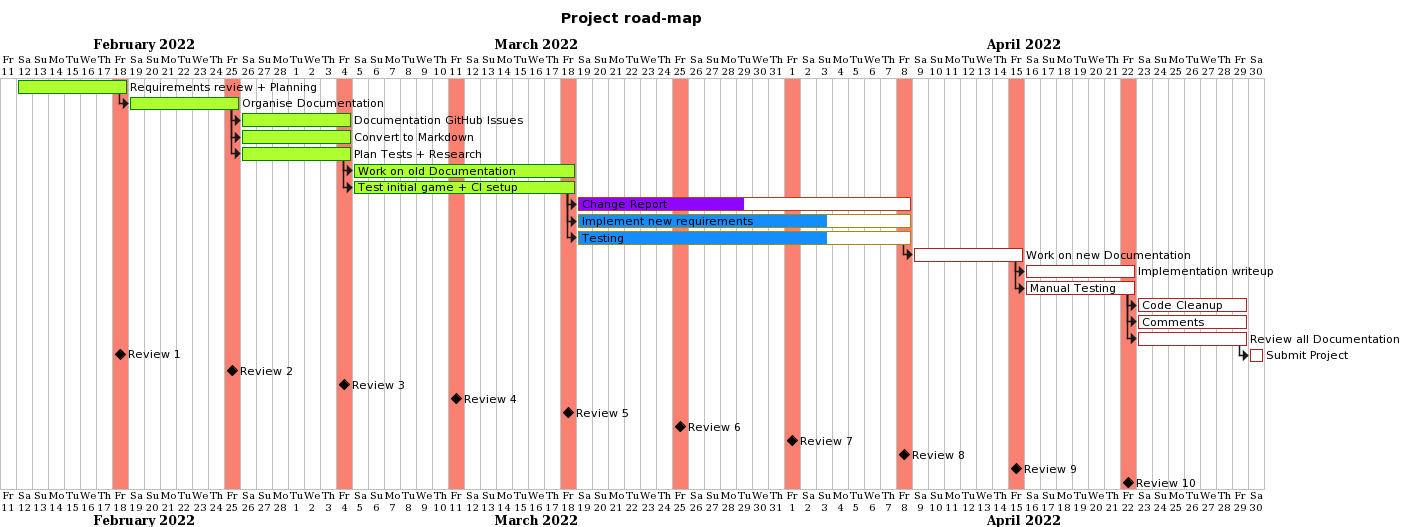 Project road-map
February 2022 March 2022 April 2022
Fr Sa Su Mo Tu We Th Fr Sa Su Mo Tu We Th Fr Sa Su Mo Tu We Th Fr Sa Su Mo Tu We Th Fr Sa Su Mo Tu We Th Fr Sa Su Mo Tu We Th Fr Sa Su Mo Tu We Th Fr Sa Su Mo Tu We Th Fr Sa Su Mo Tu We Th Fr Sa Su Mo Tu We Th Fr Sa Su Mo Tu We Th Fr Sa
11 12 13 14 15 16 17 18 19 20 21 22 23 24 25 26 27 28 1 2 3 4 5 6 7 8 9 10 11 12 13 14 15 16 17 18 19 20 21 22 23 24 25 26 27 28 29 30 31 1 2 3 4 5 6 7 8 9 10 11 12 13 14 15 16 17 18 19 20 21 22 23 24 25 26 27 28 29 30
Requirements review + Planning
Organise Documentation
Documentation GitHub Issues
Convert to Markdown
Plan Tests + Research
Work on old Documentation
Test initial game + CI setup
Change Report
Implement new requirements
Testing
Work on new Documentation
Implementation writeup
Manual Testing
Code Cleanup
Comments
Review all Documentation
Review 1
Submit Project
Review 2
Review 3
Review 4
Review 5
Review 6
Review 7
Review 8
Review 9
Review 10
Fr Sa Su Mo Tu We Th Fr Sa Su Mo Tu We Th Fr Sa Su Mo Tu We Th Fr Sa Su Mo Tu We Th Fr Sa Su Mo Tu We Th Fr Sa Su Mo Tu We Th Fr Sa Su Mo Tu We Th Fr Sa Su Mo Tu We Th Fr Sa Su Mo Tu We Th Fr Sa Su Mo Tu We Th Fr Sa Su Mo Tu We Th Fr Sa
11 12 13 14 15 16 17 18 19 20 21 22 23 24 25 26 27 28 1 2 3 4 5 6 7 8 9 10 11 12 13 14 15 16 17 18 19 20 21 22 23 24 25 26 27 28 29 30 31 1 2 3 4 5 6 7 8 9 10 11 12 13 14 15 16 17 18 19 20 21 22 23 24 25 26 27 28 29 30
February 2022 March 2022 April 2022